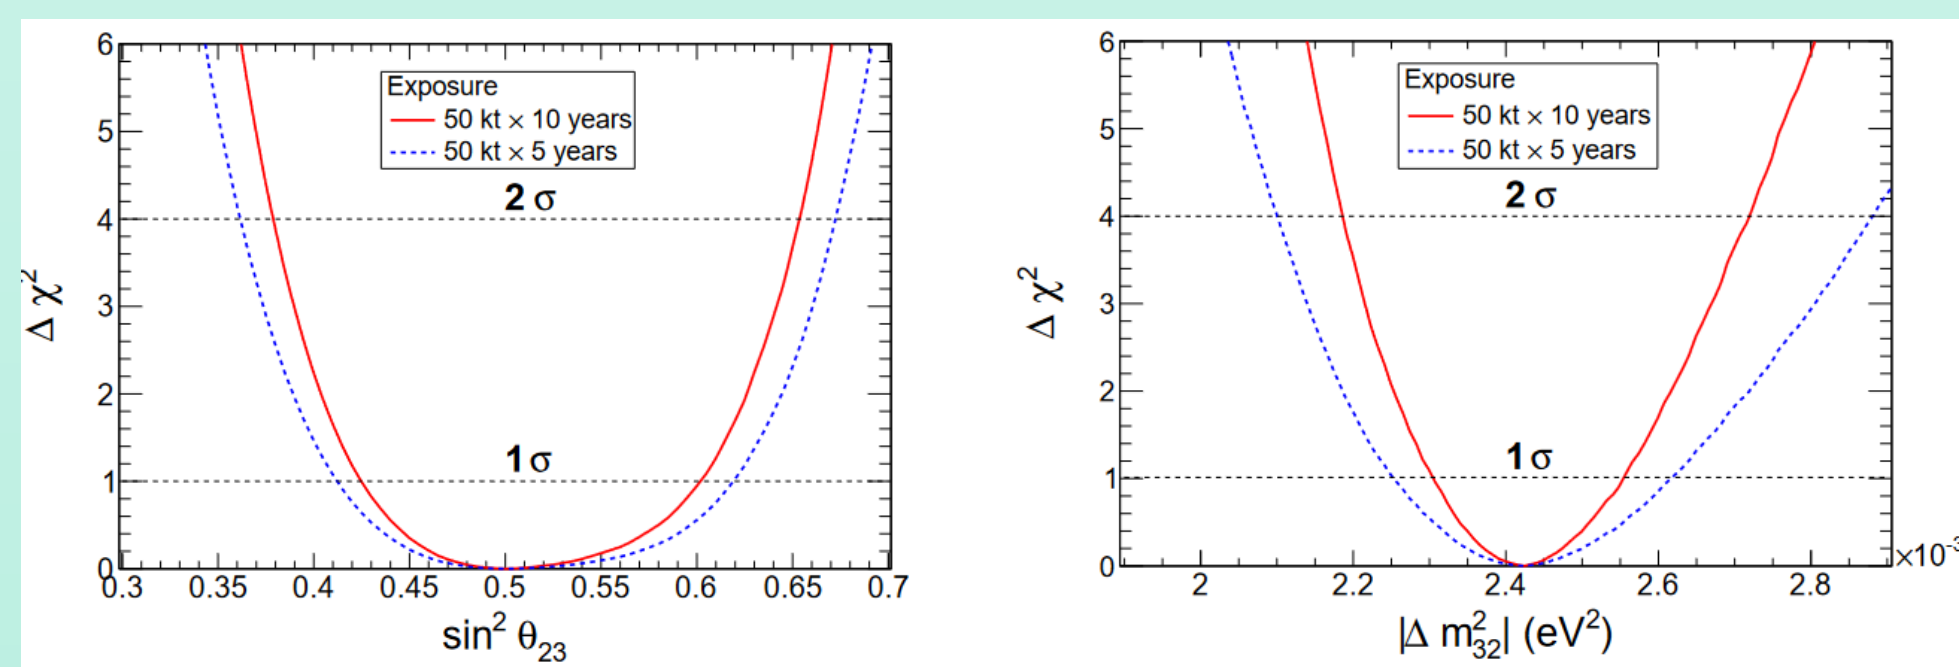 6
5
4
3
2
1
0
Δ χ²
Exposure
50 kt × 10 years
50 kt × 5 years
2 σ
1 σ
0.3 0.35 0.4 0.45 0.5 0.55 0.6 0.65 0.7
sin² θ₂₃
6
5
4
3
2
1
0
Δ χ²
Exposure
50 kt × 10 years
50 kt × 5 years
2 σ
1 σ
×10⁻³
2 2.2 2.4 2.6 2.8
|Δ m²₃₂| (eV²)